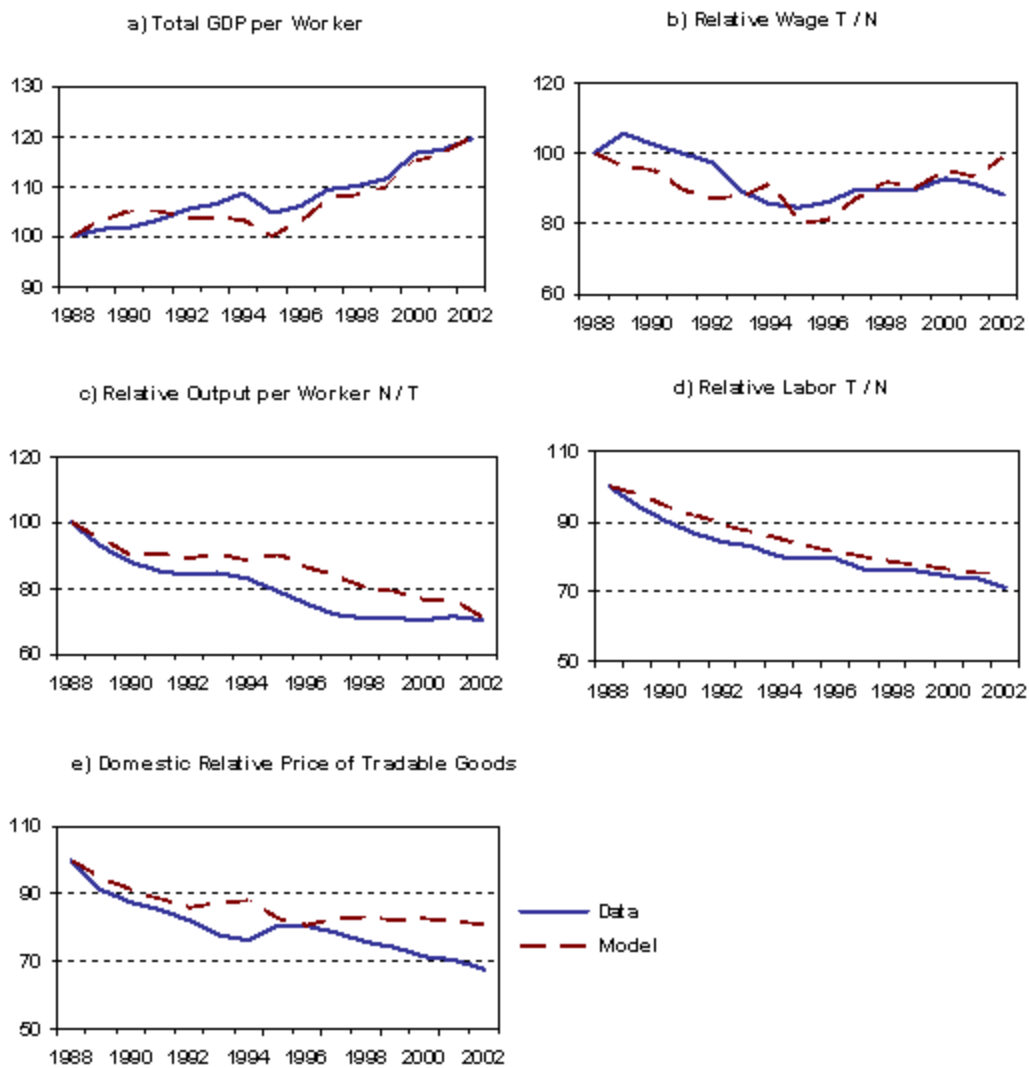 a) Total GDP per Worker
130
120
110
100
90
1988 1990 1992 1994 1996 1998 2000 2002
b) Relative Wage T / N
120
100
80
60
1988 1990 1992 1994 1996 1998 2000 2002
c) Relative Output per Worker N / T
120
100
80
60
1988 1990 1992 1994 1996 1998 2000 2002
d) Relative Labor T / N
110
90
70
50
1988 1990 1992 1994 1996 1998 2000 2002
e) Domestic Relative Price of Tradable Goods
110
90
70
50
1988 1990 1992 1994 1996 1998 2000 2002
Data
Model